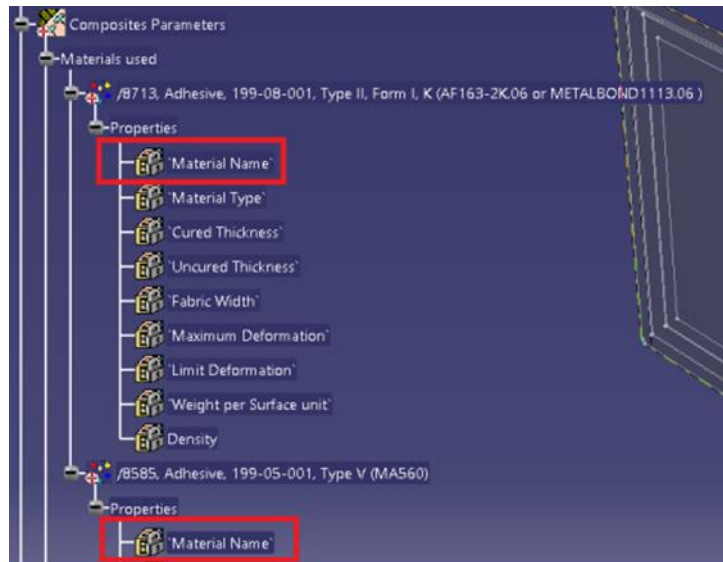 Composites Parameters
Materials used
/8713, Adhesive, 199-08-001, Type II, Form I, K (AF163-2K.06 or METALBOND1113.06 )
Properties
`Material Name`
`Material Type`
`Cured Thickness`
`Uncured Thickness`
`Fabric Width`
`Maximum Deformation`
`Limit Deformation`
`Weight per Surface unit`
Density
/8585, Adhesive, 199-05-001, Type V (MA560)
Properties
`Material Name`